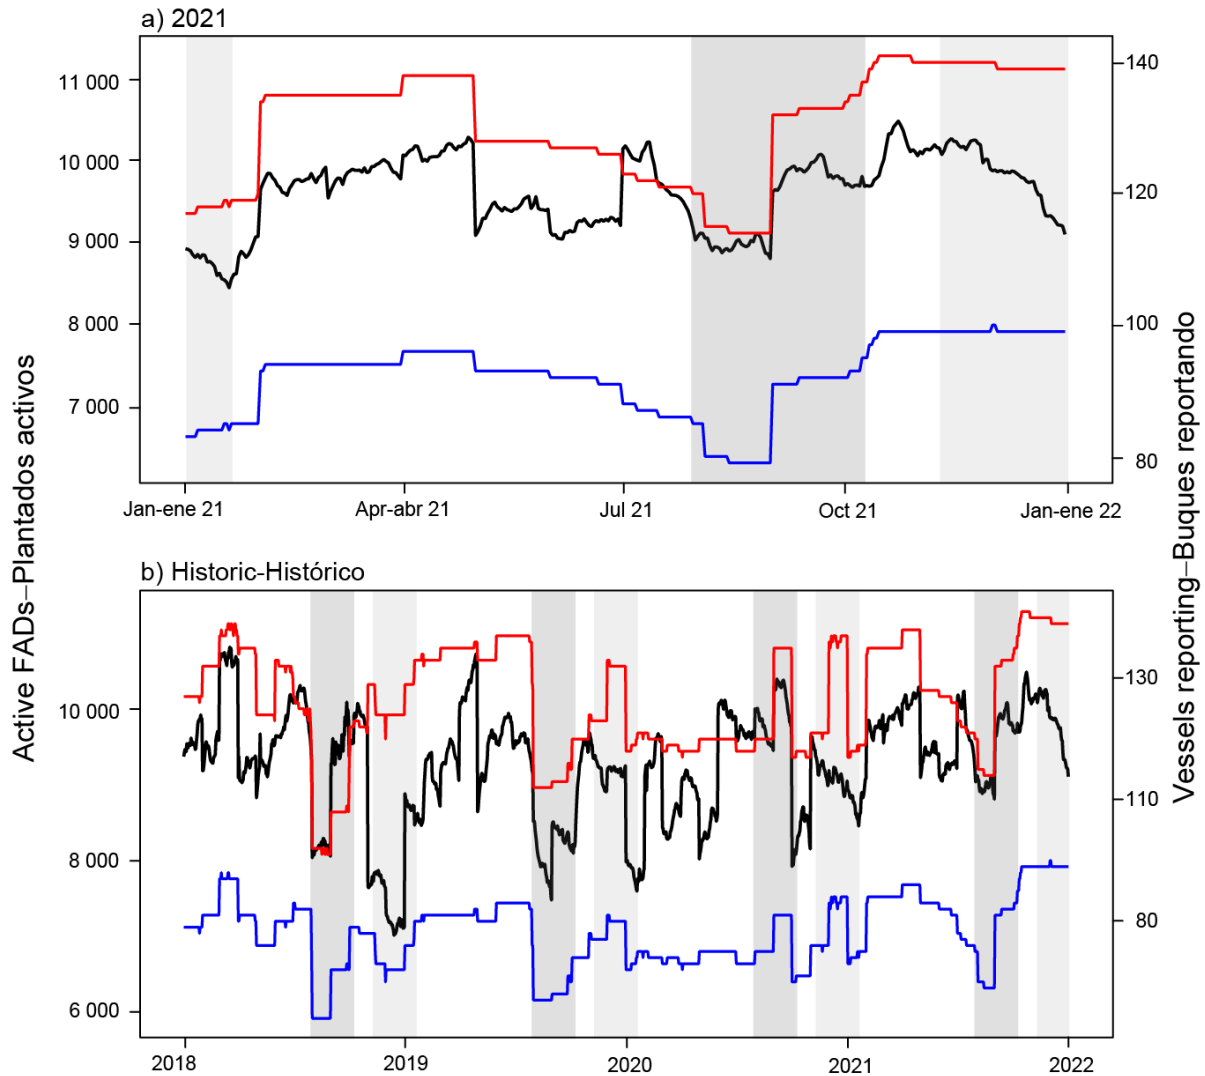 a) 2021
11 000
10 000
9 000
8 000
7 000
140
120
100
80
Jan-ene 21
Apr-abr 21
Jul 21
Oct 21
Jan-ene 22
Active FADs–Plantados activos
Vessels reporting–Buques reportando
b) Historic-Histórico
10 000
8 000
6 000
130
110
80
2018
2019
2020
2021
2022